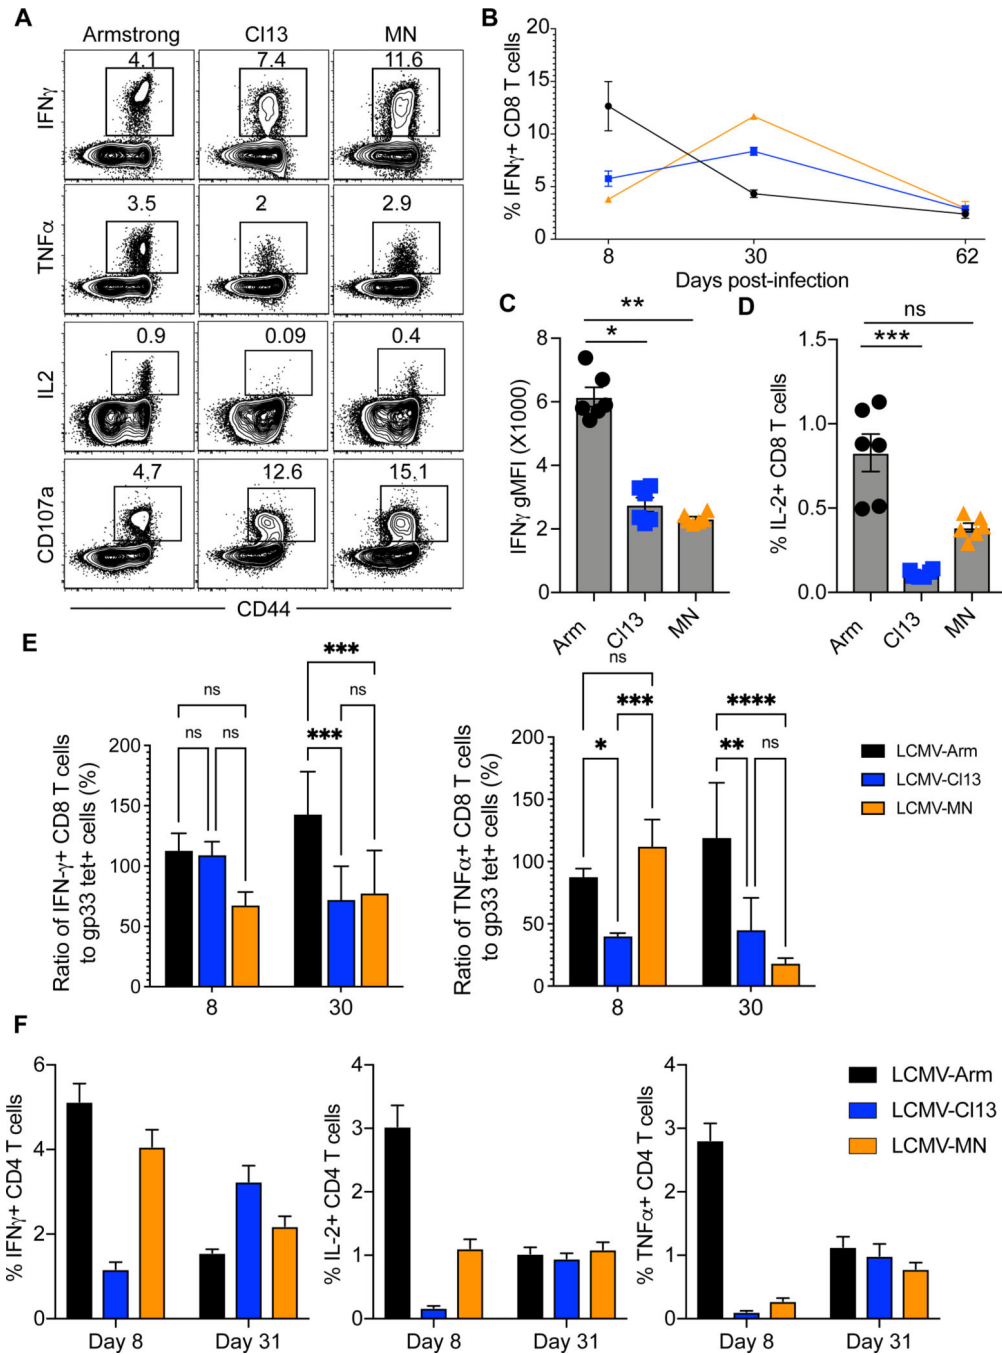 A
Armstrong Cl13 MN
IFNγ
4.1 7.4 11.6
TNFα
3.5 2 2.9
IL2
0.9 0.09 0.4
CD107a
4.7 12.6 15.1
CD44
B
% IFNγ+ CD8 T cells
20
15
10
5
0
8 30 62
Days post-infection
C
**
*
IFNγ gMFI (X1000)
8
6
4
2
0
Arm Cl13 MN
D
ns
***
% IL-2+ CD8 T cells
1.5
1.0
0.5
0.0
Arm Cl13 MN
E
Ratio of IFN-γ+ CD8 T cells
to gp33 tet+ cells (%)
200
150
100
50
0
ns
ns ns
***
*** ns
8 30
Ratio of TNFα+ CD8 T cells
to gp33 tet+ cells (%)
200
150
100
50
0
ns
* ***
****
** ns
8 30
LCMV-Arm
LCMV-Cl13
LCMV-MN
F
% IFNγ+ CD4 T cells
6
4
2
0
Day 8 Day 31
% IL-2+ CD4 T cells
4
3
2
1
0
Day 8 Day 31
% TNFα+ CD4 T cells
4
3
2
1
0
Day 8 Day 31
LCMV-Arm
LCMV-Cl13
LCMV-MN